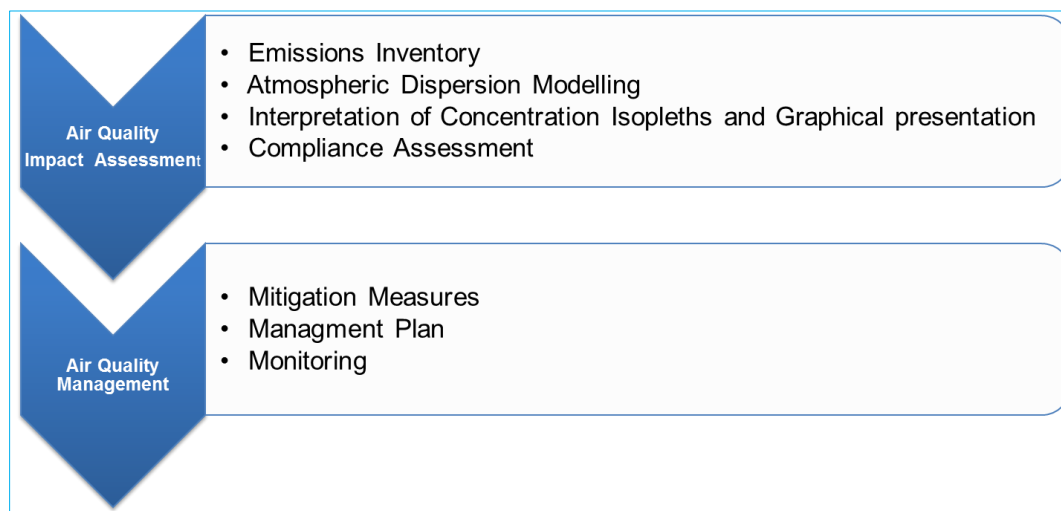 Air Quality
Impact Assessment
• Emissions Inventory
• Atmospheric Dispersion Modelling
• Interpretation of Concentration Isopleths and Graphical presentation
• Compliance Assessment
Air Quality
Management
• Mitigation Measures
• Managment Plan
• Monitoring